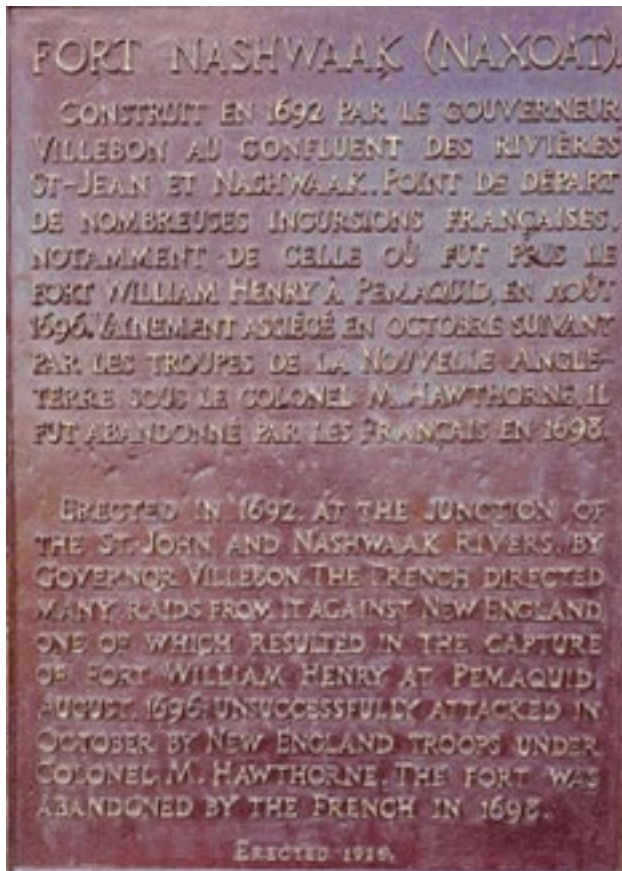 FORT NASHWAAK (NAXOAT).
CONSTRUIT EN 1692 PAR LE GOUVERNEUR
VILLEBON AU CONFLUENT DES RIVIÈRES
ST-JEAN ET NASHWAAK. POINT DE DÉPART
DE NOMBREUSES INCURSIONS FRANÇAISES,
NOTAMMENT DE CELLE OÙ FUT PRIS LE
FORT WILLIAM HENRY À PEMAQUID, EN AOÛT
1696. VAINEMENT ASSIÉGÉ EN OCTOBRE SUIVANT
PAR LES TROUPES DE LA NOUVELLE ANGLE-
TERRE SOUS LE COLONEL M. HAWTHORNE, IL
FUT ABANDONNÉ PAR LES FRANÇAIS EN 1698.
ERECTED IN 1692, AT THE JUNCTION OF
THE ST. JOHN AND NASHWAAK RIVERS, BY
GOVERNOR VILLEBON. THE FRENCH DIRECTED
MANY RAIDS FROM IT AGAINST NEW ENGLAND,
ONE OF WHICH RESULTED IN THE CAPTURE
OF FORT WILLIAM HENRY AT PEMAQUID,
AUGUST, 1696. UNSUCCESSFULLY ATTACKED IN
OCTOBER BY NEW ENGLAND TROOPS UNDER
COLONEL M. HAWTHORNE. THE FORT WAS
ABANDONED BY THE FRENCH IN 1698.
ERECTED